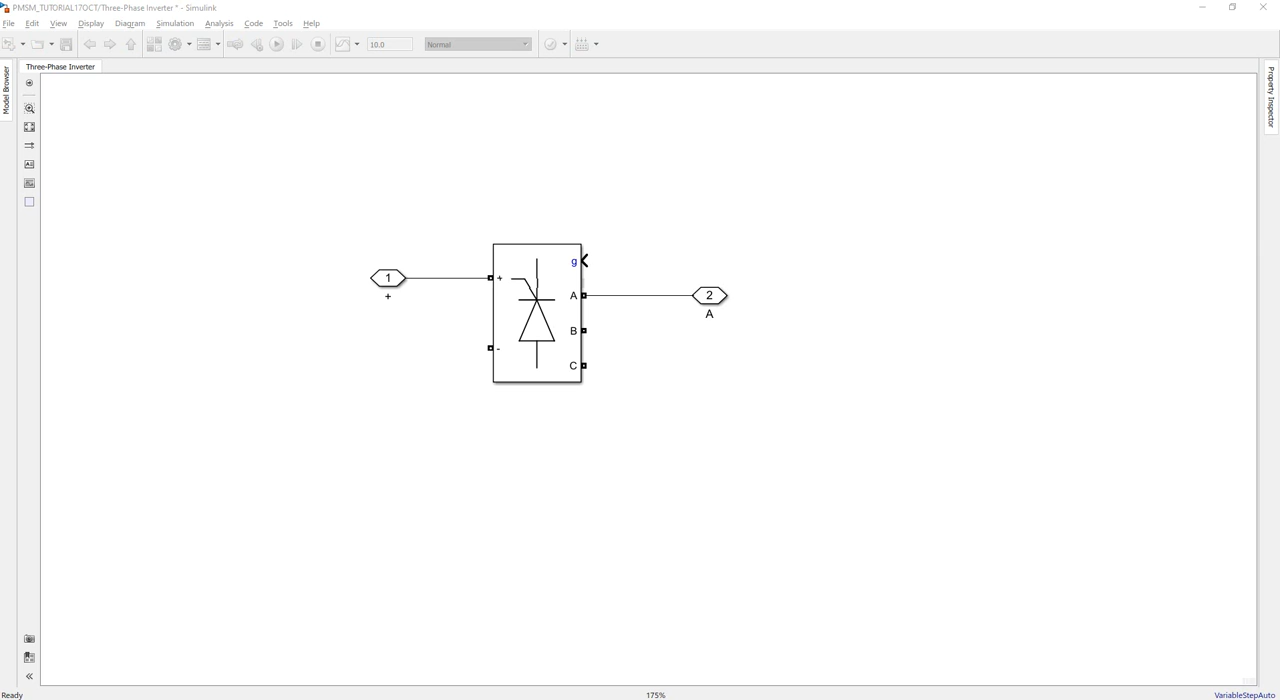 PMSM_TUTORIAL17OCT/Three-Phase Inverter * - Simulink
File Edit View Display Diagram Simulation Analysis Code Tools Help
10.0 Normal
Three-Phase Inverter
Model Browser
Property Inspector
g
1 +
A 2
+
A
B
-
C
Ready 175% VariableStepAuto